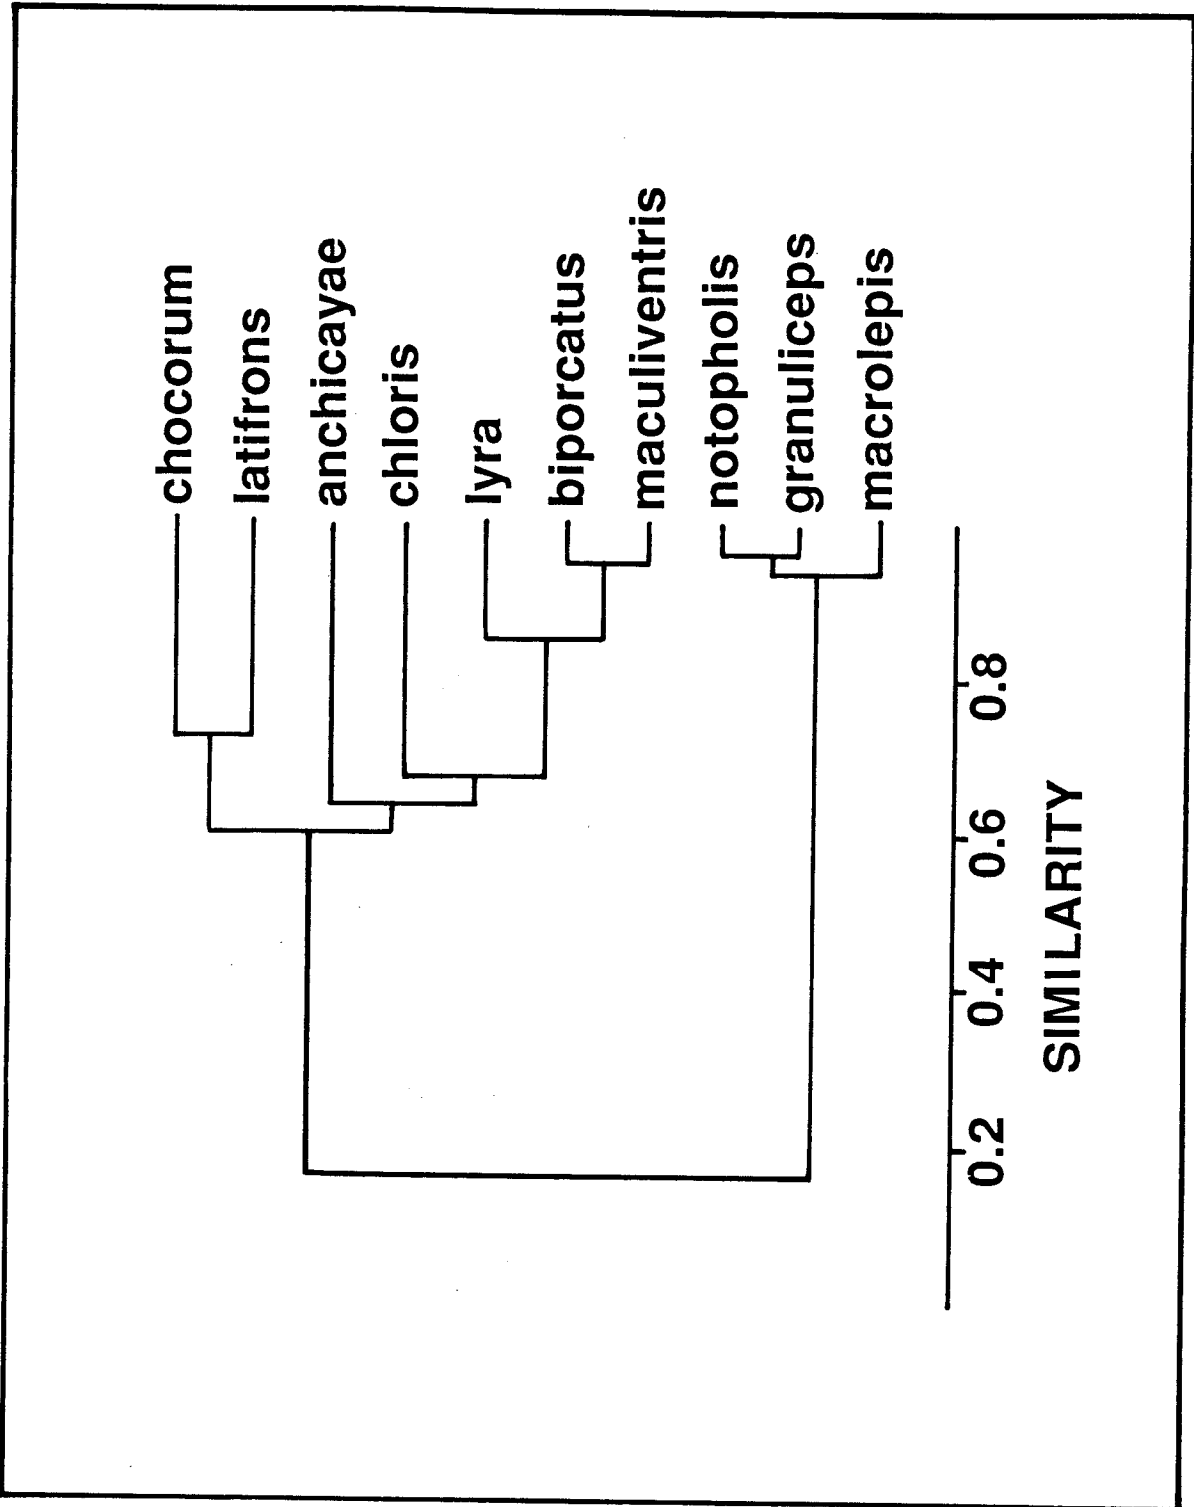 chocorum
latifrons
anchicayae
chloris
lyra
biporcatus
maculiventris
notopholis
granuliceps
macrolepis
0.2 0.4 0.6 0.8
SIMILARITY